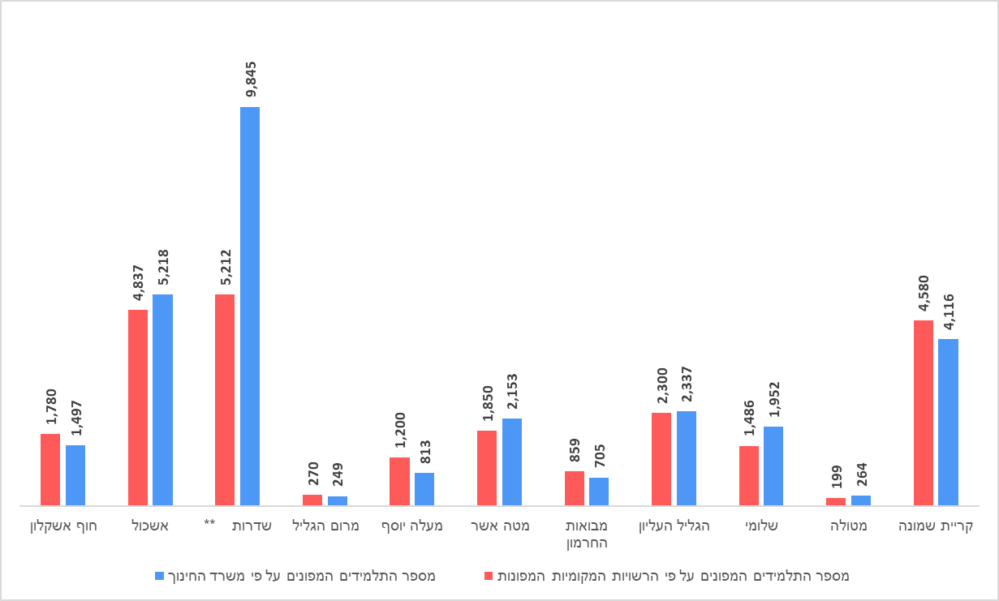 9,845
5,212
4,837
5,218
4,580
4,116
1,780
1,497
270
249
1,200
813
1,850
2,153
859
705
2,300
2,337
1,486
1,952
199
264
קריית שמונה
מטולה
שלומי
הגליל העליון
מבואות
החרמון
מטה אשר
מעלה יוסף
מרום הגליל
שדרות **
אשכול
חוף אשקלון
מספר התלמידים המפונים על פי הרשויות המקומיות המפונות
מספר התלמידים המפונים על פי משרד החינוך